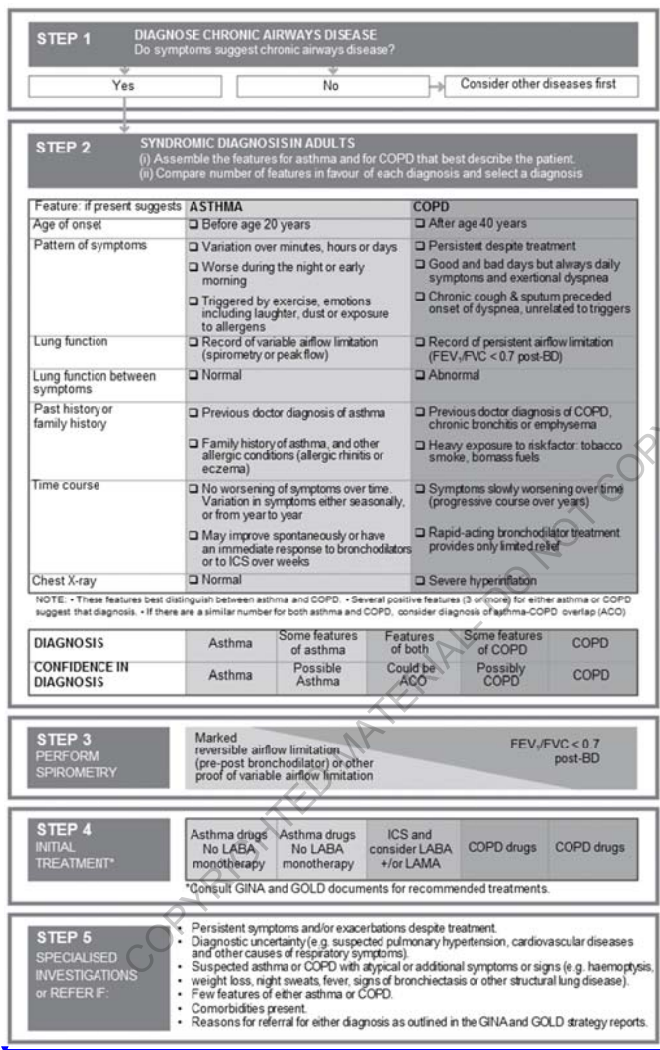 STEP 1
DIAGNOSE CHRONIC AIRWAYS DISEASE
Do symptoms suggest chronic airways disease?
Yes
No
Consider other diseases first
STEP 2
SYNDROMIC DIAGNOSIS IN ADULTS
(i) Assemble the features for asthma and for COPD that best describe the patient.
(ii) Compare number of features in favour of each diagnosis and select a diagnosis
Feature: if present suggests ASTHMA COPD
Age of onset
❑ Before age 20 years
❑ After age 40 years
Pattern of symptoms
❑ Variation over minutes, hours or days
❑ Worse during the night or early
morning
❑ Triggered by exercise, emotions
including laughter, dust or exposure
to allergens
❑ Persistent despite treatment
❑ Good and bad days but always daily
symptoms and exertional dyspnea
❑ Chronic cough & sputum preceded
onset of dyspnea, unrelated to triggers
Lung function
❑ Record of variable airflow limitation
(spirometry or peak flow)
❑ Record of persistent airflow limitation
(FEV₁/FVC < 0.7 post-BD)
Lung function between
symptoms
❑ Normal
❑ Abnormal
Past history or
family history
❑ Previous doctor diagnosis of asthma
❑ Family history of asthma, and other
allergic conditions (allergic rhinitis or
eczema)
❑ Previous doctor diagnosis of COPD,
chronic bronchitis or emphysema
❑ Heavy exposure to risk factor: tobacco
smoke, biomass fuels
Time course
❑ No worsening of symptoms over time.
Variation in symptoms either seasonally,
or from year to year
❑ May improve spontaneously or have
an immediate response to bronchodilators
or to ICS over weeks
❑ Symptoms slowly worsening over time
(progressive course over years)
❑ Rapid-acting bronchodilator treatment
provides only limited relief
Chest X-ray
❑ Normal
❑ Severe hyperinflation
NOTE: • These features best distinguish between asthma and COPD. • Several positive features (3 or more) for either asthma or COPD
suggest that diagnosis. • If there are a similar number for both asthma and COPD, consider diagnosis of asthma-COPD overlap (ACO)
DIAGNOSIS
Asthma
Some features
of asthma
Features
of both
Some features
of COPD
COPD
CONFIDENCE IN
DIAGNOSIS
Asthma
Possible
Asthma
Could be
ACO
Possibly
COPD
COPD
STEP 3
PERFORM
SPIROMETRY
Marked
reversible airflow limitation
(pre-post bronchodilator) or other
proof of variable airflow limitation
FEV₁/FVC < 0.7
post-BD
STEP 4
INITIAL
TREATMENT*
Asthma drugs
No LABA
monotherapy
Asthma drugs
No LABA
monotherapy
ICS and
consider LABA
+/or LAMA
COPD drugs
COPD drugs
*Consult GINA and GOLD documents for recommended treatments.
STEP 5
SPECIALISED
INVESTIGATIONS
or REFER IF:
• Persistent symptoms and/or exacerbations despite treatment.
• Diagnostic uncertainty (e.g. suspected pulmonary hypertension, cardiovascular diseases
and other causes of respiratory symptoms).
• Suspected asthma or COPD with atypical or additional symptoms or signs (e.g. haemoptysis,
• weight loss, night sweats, fever, signs of bronchiectasis or other structural lung disease).
• Few features of either asthma or COPD.
• Comorbidities present.
• Reasons for referral for either diagnosis as outlined in the GINA and GOLD strategy reports.
COPYRIGHTED MATERIAL- DO NOT COPY